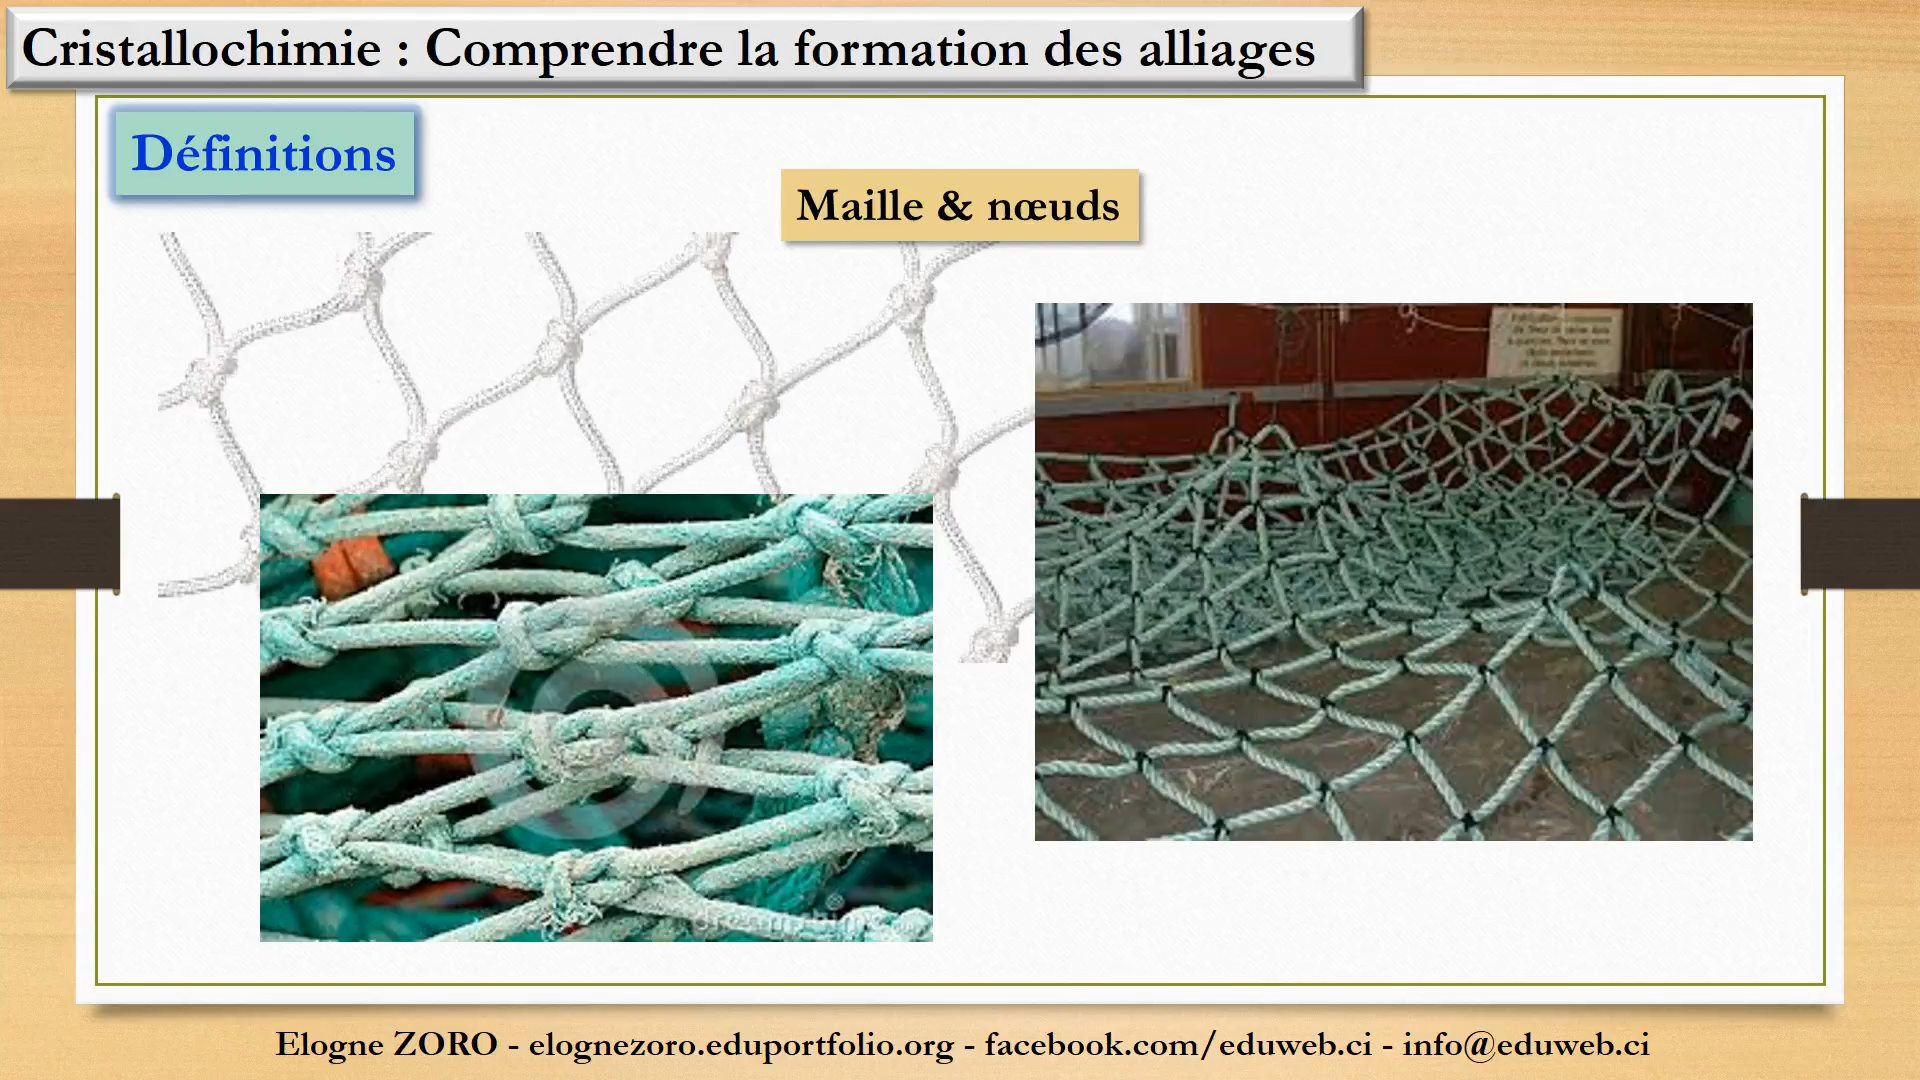 Cristallochimie : Comprendre la formation des alliages
Définitions
Maille & nœuds
Elogne ZORO - elognezoro.eduportfolio.org - facebook.com/eduweb.ci - info@eduweb.ci